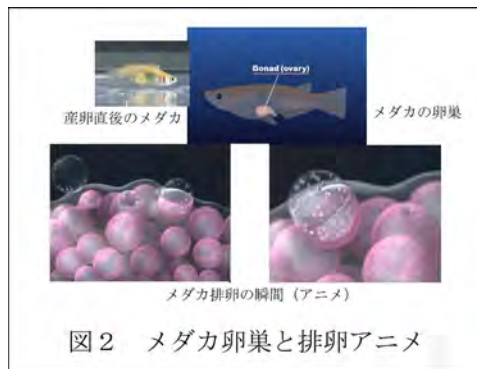 Bonad (ovary)
産卵直後のメダカ
メダカの卵巣
メダカ排卵の瞬間（アニメ）
図２　メダカ卵巣と排卵アニメ